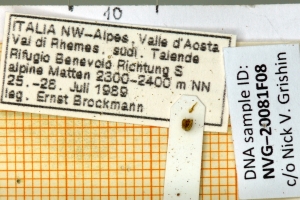 10
ITALIA NW-Alpes, Valle d'Aosta
Val di Rhemes, südl. Talende
Rifugio Benevolo Richtung S
alpine Matten 2300-2400 m NN
25.-28. Juli 1989
leg. Ernst Brockmann
DNA sample ID:
NVG-20081F08
c/o Nick V. Grishin